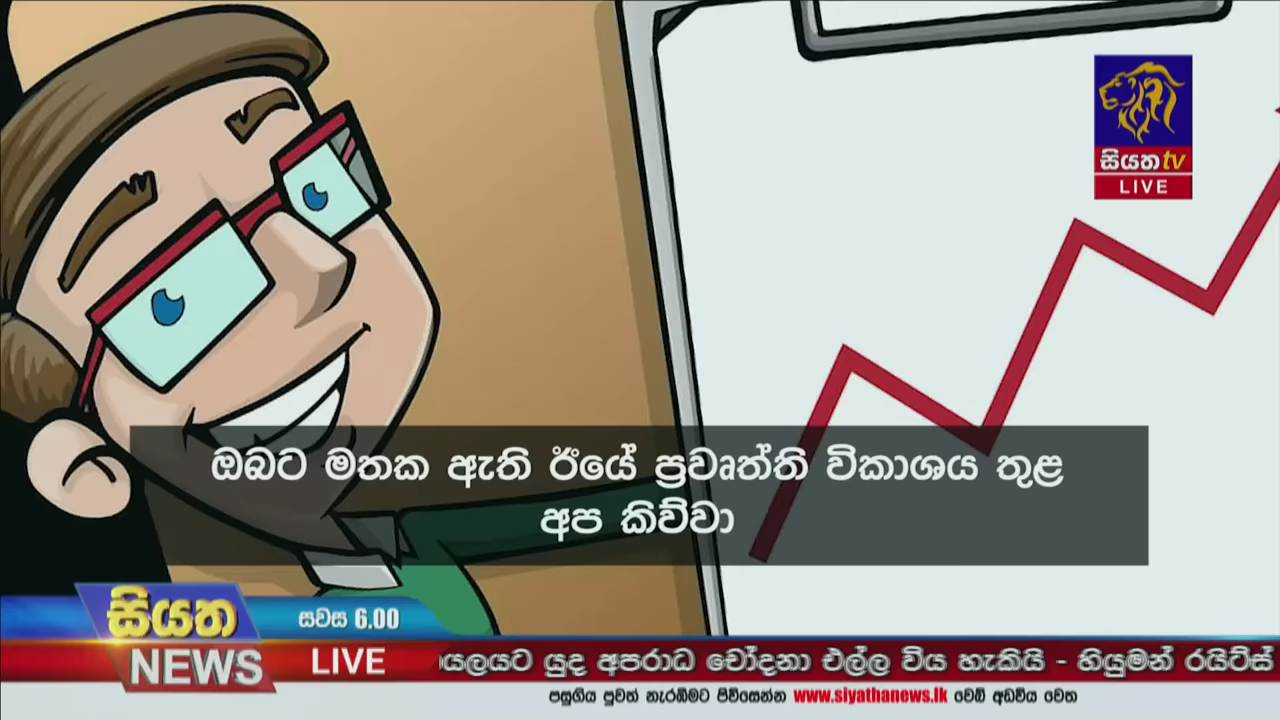 සියත tv
LIVE
ඔබට මතක ඇති ඊයේ ප්‍රවෘත්ති විකාශය තුළ
අප කිව්වා
සියත
සවස 6.00
NEWS
LIVE
යලයට යුද අපරාධ චෝදනා එල්ල විය හැකියි - හියුමන් රයිට්ස්
පසුගිය පුවත් නැරඹීමට පිවිසෙන්න www.siyathanews.lk වෙබ් අඩවිය වෙත